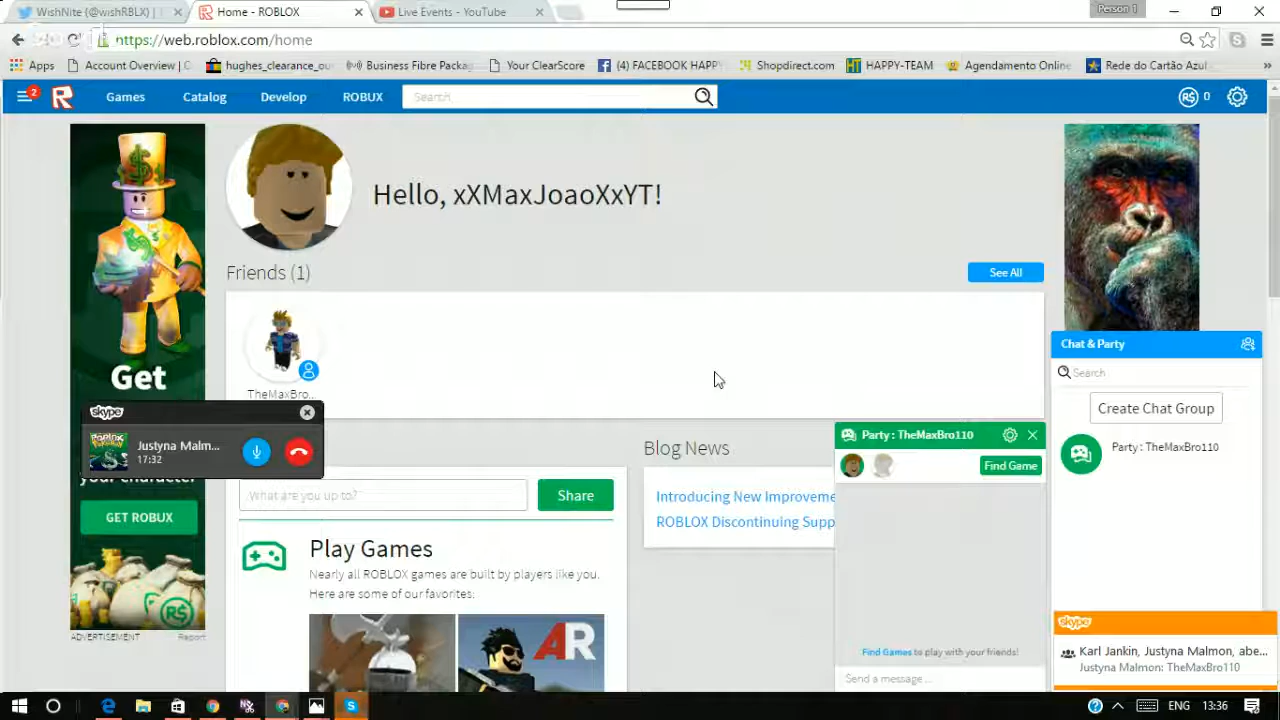 WishNite (@wishRBLX) |
Home - ROBLOX
Live Events - YouTube
Person 1
https://web.roblox.com/home
Apps
Account Overview | C
hughes_clearance_ou
Business Fibre Packa
Your ClearScore
(4) FACEBOOK HAPP
Shopdirect.com
HAPPY-TEAM
Agendamento Online
Rede do Cartão Azul
»
2
Games
Catalog
Develop
ROBUX
Search
R$ 0
Hello, xXMaxJoaoXxYT!
Friends (1)
See All
TheMaxBro..
Get
your character
GET ROBUX
R$
ADVERTISEMENT
Report
skype
Justyna Malm...
17:32
What are you up to?
Share
Play Games
Nearly all ROBLOX games are built by players like you.
Here are some of our favorites:
AR
Blog News
Introducing New Improveme
ROBLOX Discontinuing Supp
Party : TheMaxBro110
Find Game
Find Games to play with your friends!
Send a message ...
Chat & Party
Search
Create Chat Group
Party : TheMaxBro110
skype
Karl Jankin, Justyna Malmon, abe...
Justyna Malmon: TheMaxBro110
ENG
13:36